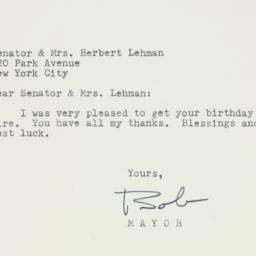 enator & Mrs. Herbert Lehman
20 Park Avenue
ew York City
ear Senator & Mrs. Lehman:
I was very pleased to get your birthday
ire. You have all my thanks. Blessings and
est luck.
Yours,
Bob
MAYOR